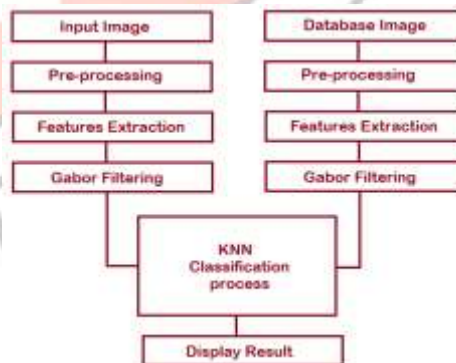 Input Image
Pre-processing
Features Extraction
Gabor Filtering
Database Image
Pre-processing
Features Extraction
Gabor Filtering
KNN
Classification
process
Display Result